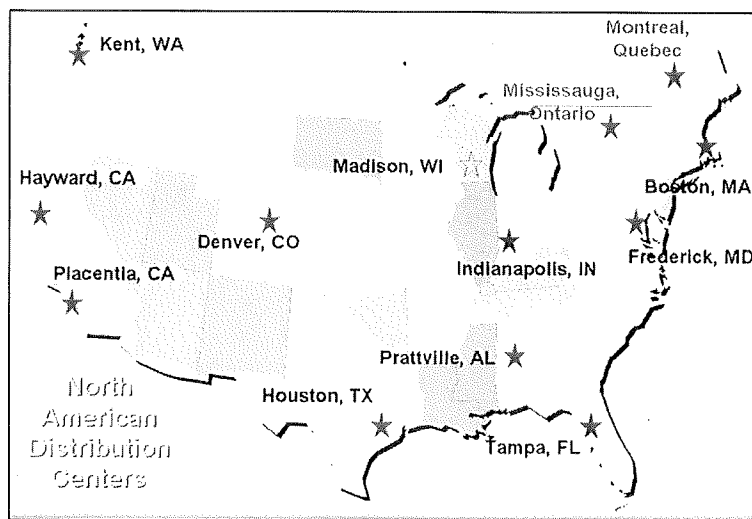 Kent, WA
Montreal,
Quebec
Mississauga,
Ontario
Madison, WI
Hayward, CA
Boston, MA
Denver, CO
Indianapolis, IN
Frederick, MD
Placentia, CA
Prattville, AL
Houston, TX
Tampa, FL
North
American
Distribution
Centers